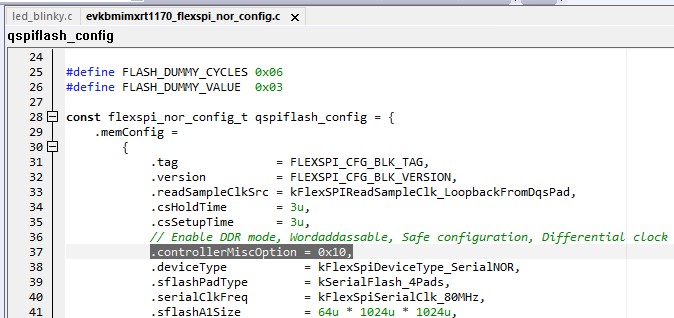 led_blinky.c evkbmimxrt1170_flexspi_nor_config.c
qspiflash_config
24
25 #define FLASH_DUMMY_CYCLES 0x06
26 #define FLASH_DUMMY_VALUE 0x03
27
28 const flexspi_nor_config_t qspiflash_config = {
29 .memConfig =
30 {
31 .tag = FLEXSPI_CFG_BLK_TAG,
32 .version = FLEXSPI_CFG_BLK_VERSION,
33 .readSampleClkSrc = kFlexSPIReadSampleClk_LoopbackFromDqsPad,
34 .csHoldTime = 3u,
35 .csSetupTime = 3u,
36 // Enable DDR mode, Wordaddassable, Safe configuration, Differential clock
37 .controllerMiscOption = 0x10,
38 .deviceType = kFlexSpiDeviceType_SerialNOR,
39 .sflashPadType = kSerialFlash_4Pads,
40 .serialClkFreq = kFlexSpiSerialClk_80MHz,
41 .sflashA1Size = 64u * 1024u * 1024u,